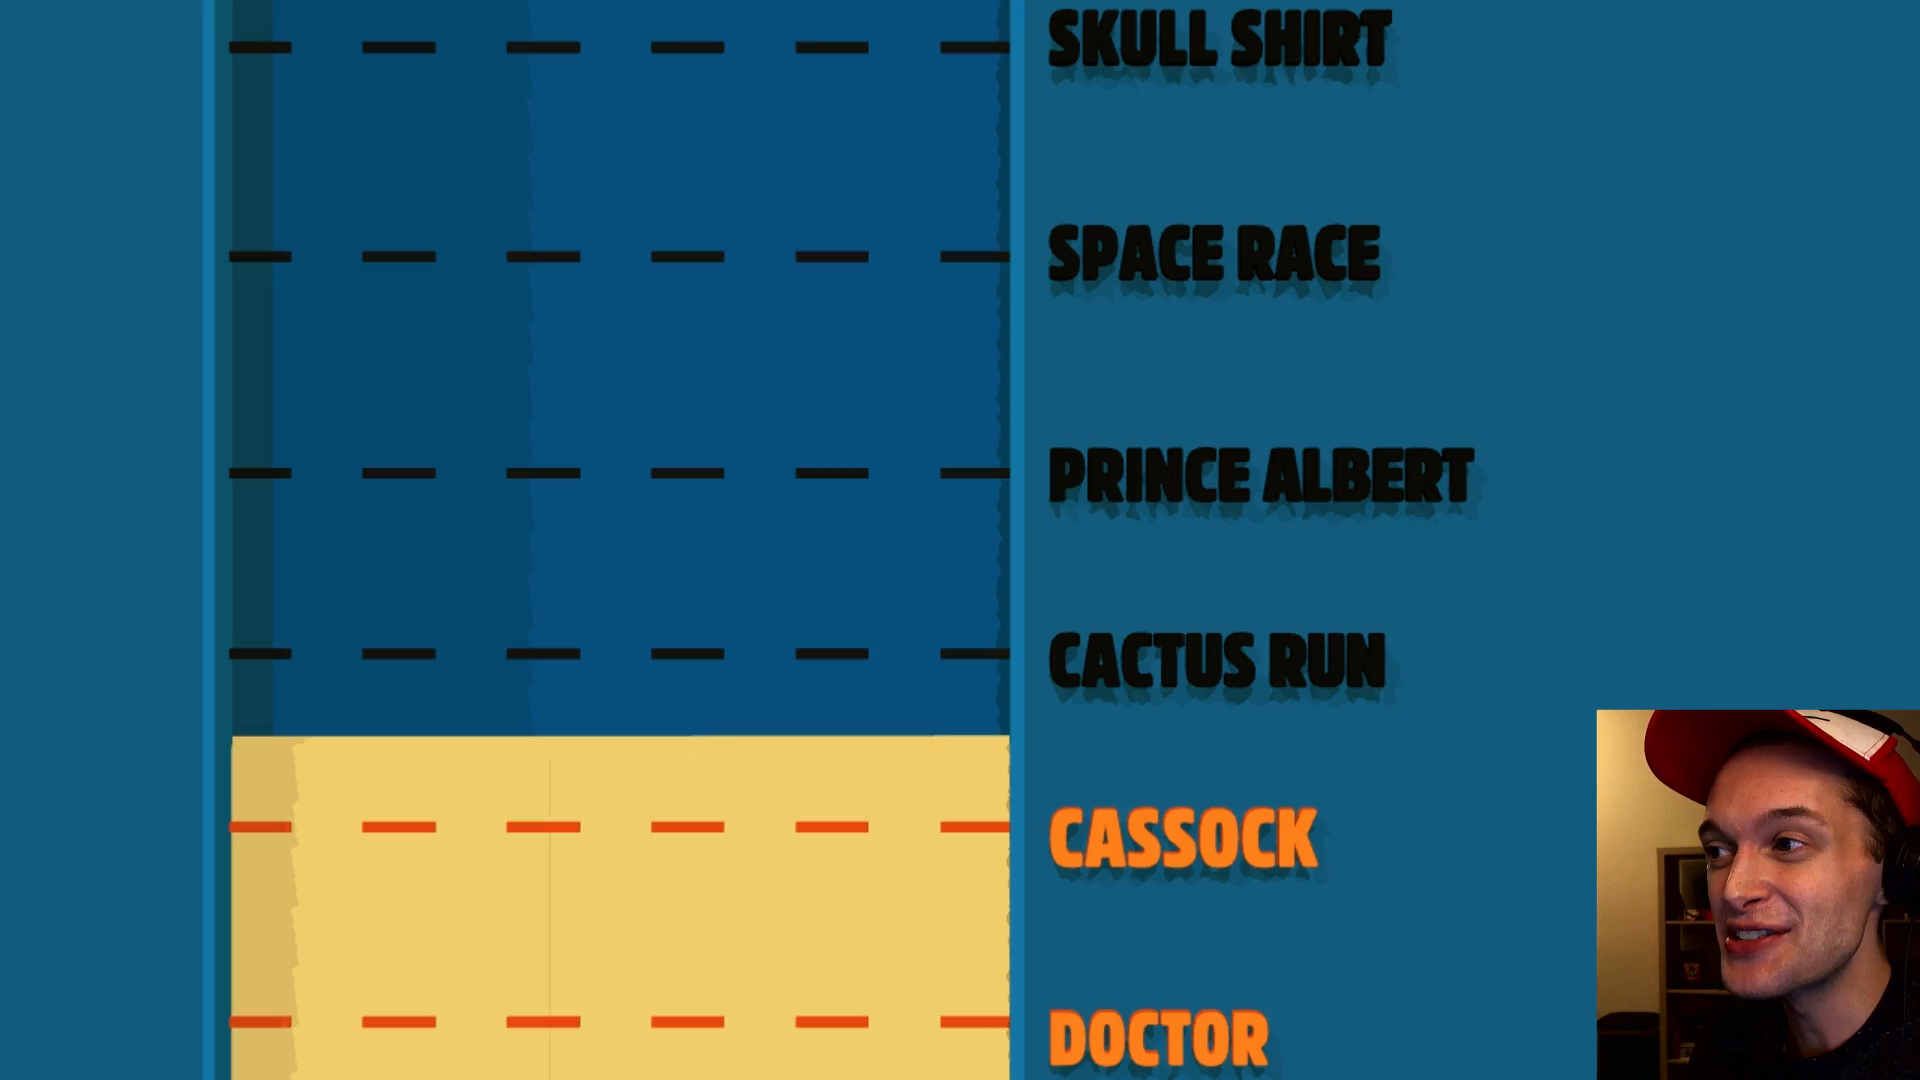 SKULL SHIRT
SPACE RACE
PRINCE ALBERT
CACTUS RUN
CASSOCK
DOCTOR